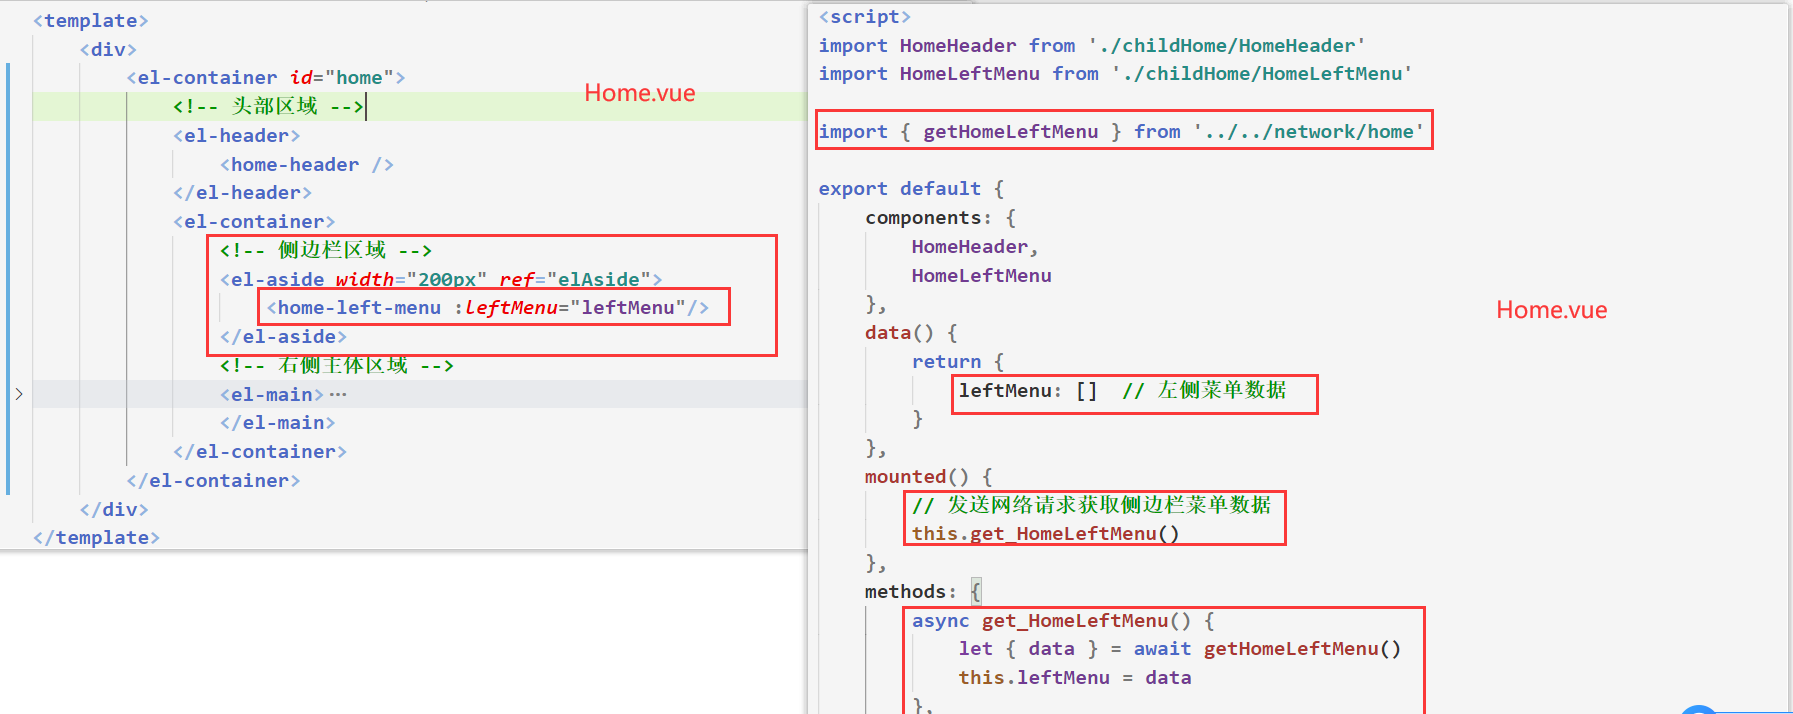 <template>
<div>
<el-container id="home">
Home.vue
<!-- 头部区域 -->
<el-header>
<home-header />
</el-header>
<el-container>
<!-- 侧边栏区域 -->
<el-aside width="200px" ref="elAside">
<home-left-menu :leftMenu="leftMenu"/>
</el-aside>
<!-- 右侧主体区域 -->
<el-main>…
</el-main>
</el-container>
</el-container>
</div>
</template>
<script>
import HomeHeader from './childHome/HomeHeader'
import HomeLeftMenu from './childHome/HomeLeftMenu'
import { getHomeLeftMenu } from '../../network/home'
export default {
components: {
HomeHeader,
HomeLeftMenu
},
Home.vue
data() {
return {
leftMenu: [] // 左侧菜单数据
}
},
mounted() {
// 发送网络请求获取侧边栏菜单数据
this.get_HomeLeftMenu()
},
methods: {
async get_HomeLeftMenu() {
let { data } = await getHomeLeftMenu()
this.leftMenu = data
},